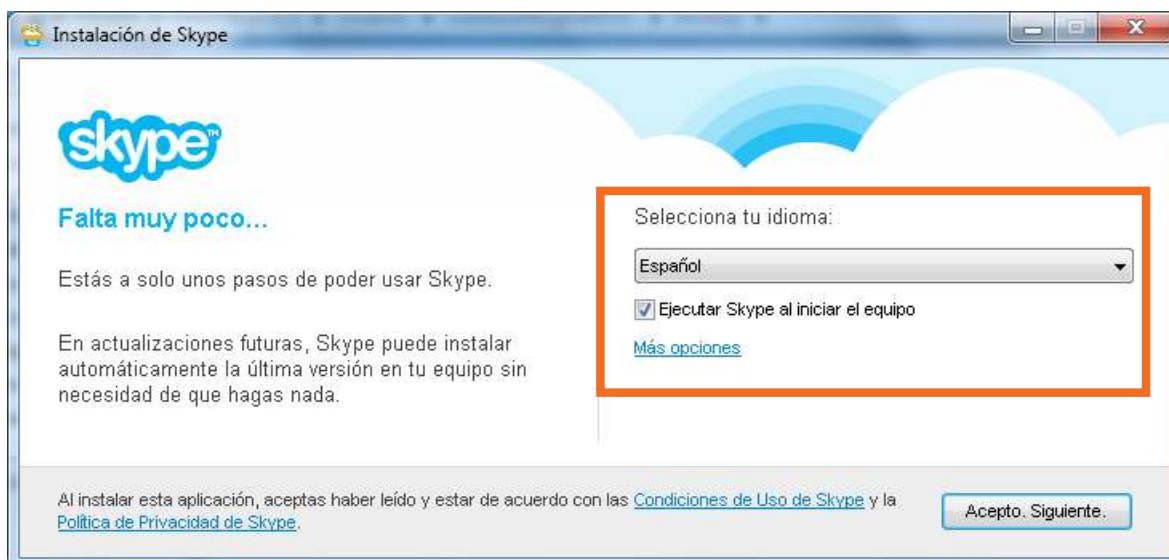 Instalación de Skype
skype™
Falta muy poco...
Estás a solo unos pasos de poder usar Skype.
En actualizaciones futuras, Skype puede instalar
automáticamente la última versión en tu equipo sin
necesidad de que hagas nada.
Selecciona tu idioma:
Español
Ejecutar Skype al iniciar el equipo
Más opciones
Al instalar esta aplicación, aceptas haber leído y estar de acuerdo con las Condiciones de Uso de Skype y la
Política de Privacidad de Skype.
Acepto. Siguiente.